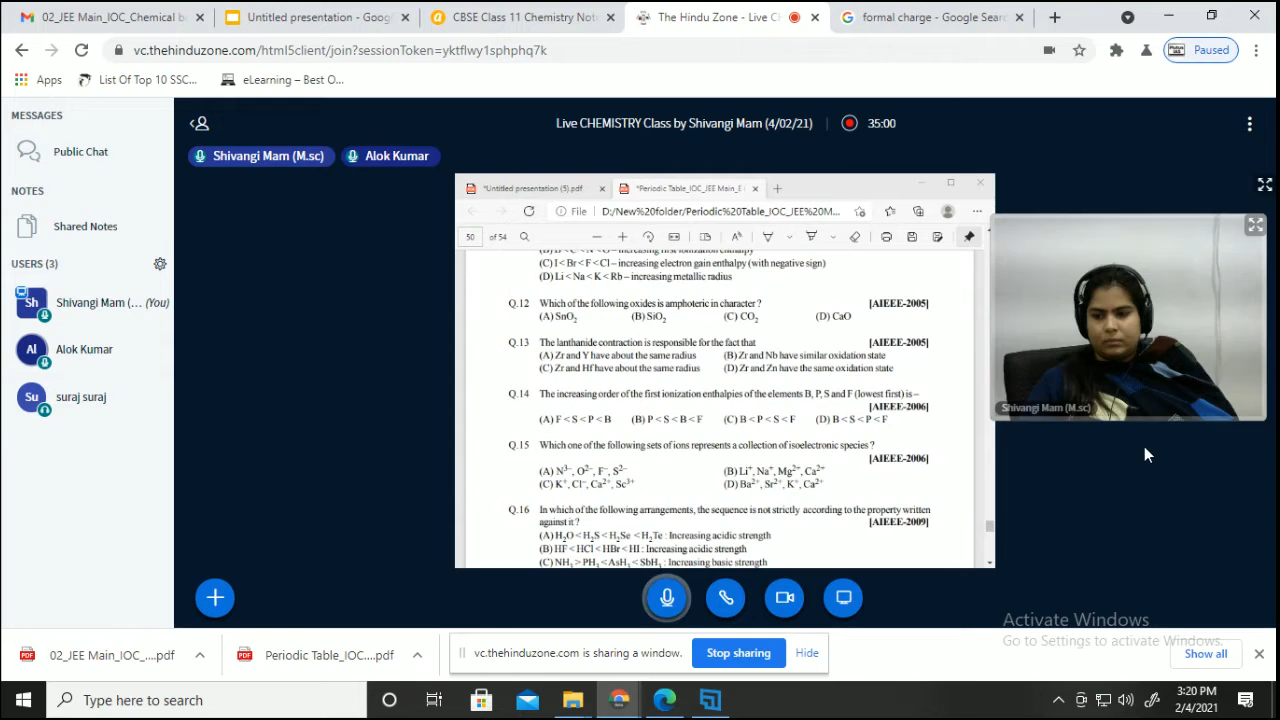 02_JEE Main_IOC_Chemical b
Untitled presentation - Goog
CBSE Class 11 Chemistry Note
The Hindu Zone - Live C
formal charge - Google Searc
vc.thehinduzone.com/html5client/join?sessionToken=yktflwy1sphphq7k
Paused
Apps
List Of Top 10 SSC...
eLearning – Best O...
MESSAGES
Public Chat
NOTES
Shared Notes
USERS (3)
Sh
Shivangi Mam (... (You)
Al
Alok Kumar
Su
suraj suraj
Live CHEMISTRY Class by Shivangi Mam (4/02/21)
35:00
Shivangi Mam (M.sc)
Alok Kumar
*Untitled presentation (5).pdf
*Periodic Table_IOC_JEE Main_E
File
D:/New%20folder/Periodic%20Table_IOC_JEE%20M...
50 of 54
(C) I < Br < F < Cl – increasing electron gain enthalpy (with negative sign)
(D) Li < Na < K < Rb – increasing metallic radius
Q.12 Which of the following oxides is amphoteric in character ? [AIEEE-2005]
(A) SnO₂ (B) SiO₂ (C) CO₂ (D) CaO
Q.13 The lanthanide contraction is responsible for the fact that [AIEEE-2005]
(A) Zr and Y have about the same radius (B) Zr and Nb have similar oxidation state
(C) Zr and Hf have about the same radius (D) Zr and Zn have the same oxidation state
Q.14 The increasing order of the first ionization enthalpies of the elements B, P, S and F (lowest first) is –
[AIEEE-2006]
(A) F < S < P < B (B) P < S < B < F (C) B < P < S < F (D) B < S < P < F
Q.15 Which one of the following sets of ions represents a collection of isoelectronic species ?
[AIEEE-2006]
(A) N³⁻, O²⁻, F⁻, S²⁻ (B) Li⁺, Na⁺, Mg²⁺, Ca²⁺
(C) K⁺, Cl⁻, Ca²⁺, Sc³⁺ (D) Ba²⁺, Sr²⁺, K⁺, Ca²⁺
Q.16 In which of the following arrangements, the sequence is not strictly according to the property written
against it ? [AIEEE-2009]
(A) H₂O < H₂S < H₂Se < H₂Te : Increasing acidic strength
(B) HF < HCl < HBr < HI : Increasing acidic strength
(C) NH₃ > PH₃ < AsH₃ < SbH₃ : Increasing basic strength
Shivangi Mam (M.sc)
Activate Windows
Go to Settings to activate Windows.
02_JEE Main_IOC_....pdf
Periodic Table_IOC....pdf
vc.thehinduzone.com is sharing a window.
Stop sharing
Hide
Show all
Type here to search
3:20 PM
2/4/2021